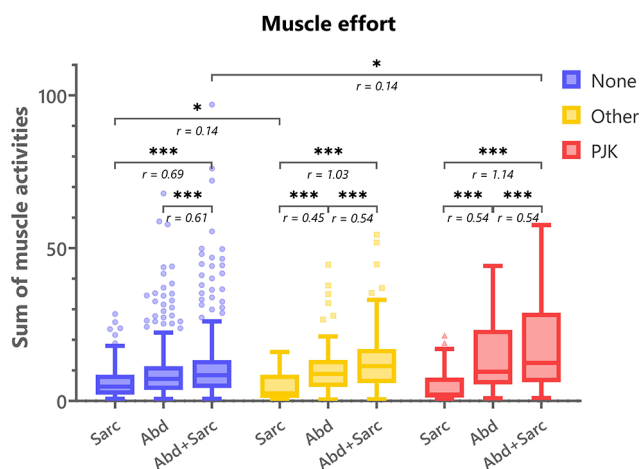 Muscle effort
*
r = 0.14
None
Other
PJK
*
r = 0.14
*** *** ***
r = 0.69 r = 1.03 r = 1.14
*** *** *** *** ***
r = 0.61 r = 0.45 r = 0.54 r = 0.54 r = 0.54
Sum of muscle activities
100
50
0
Sarc Abd Abd+Sarc Sarc Abd Abd+Sarc Sarc Abd Abd+Sarc